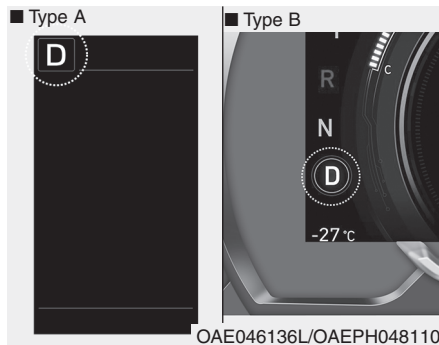 ■ Type A
D
■ Type B
R
C
N
D
-27°C
OAE046136L/OAEPH048110